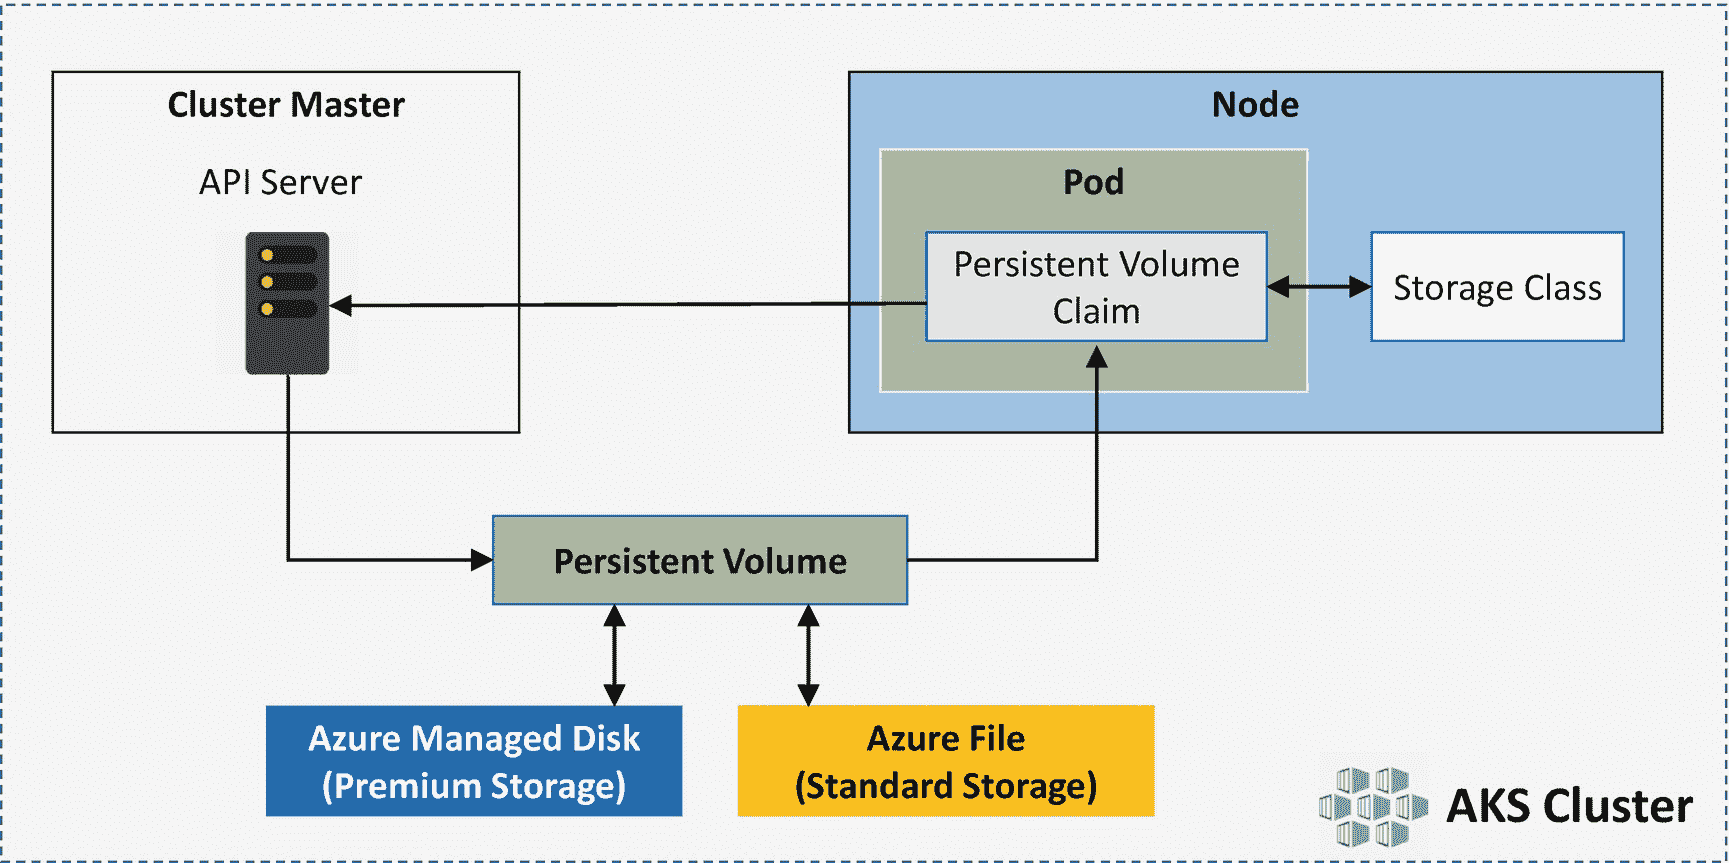 Cluster Master
API Server
Node
Pod
Persistent Volume
Claim
Storage Class
Persistent Volume
Azure Managed Disk
(Premium Storage)
Azure File
(Standard Storage)
AKS Cluster